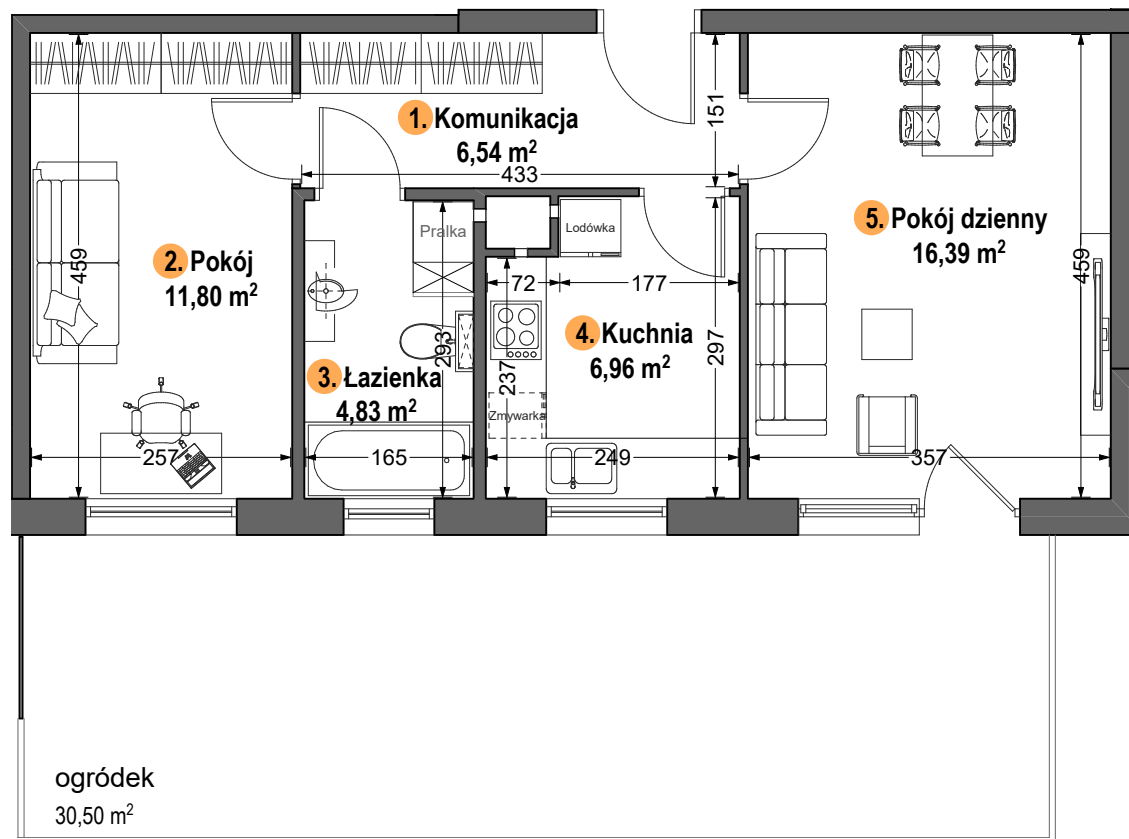 1. Komunikacja
6,54 m²
433
151
2. Pokój
11,80 m²
459
257
Pralka
3. Łazienka
4,83 m²
293
165
Lodówka
72
177
4. Kuchnia
6,96 m²
237
297
Zmywarka
249
5. Pokój dzienny
16,39 m²
459
357
ogródek
30,50 m²